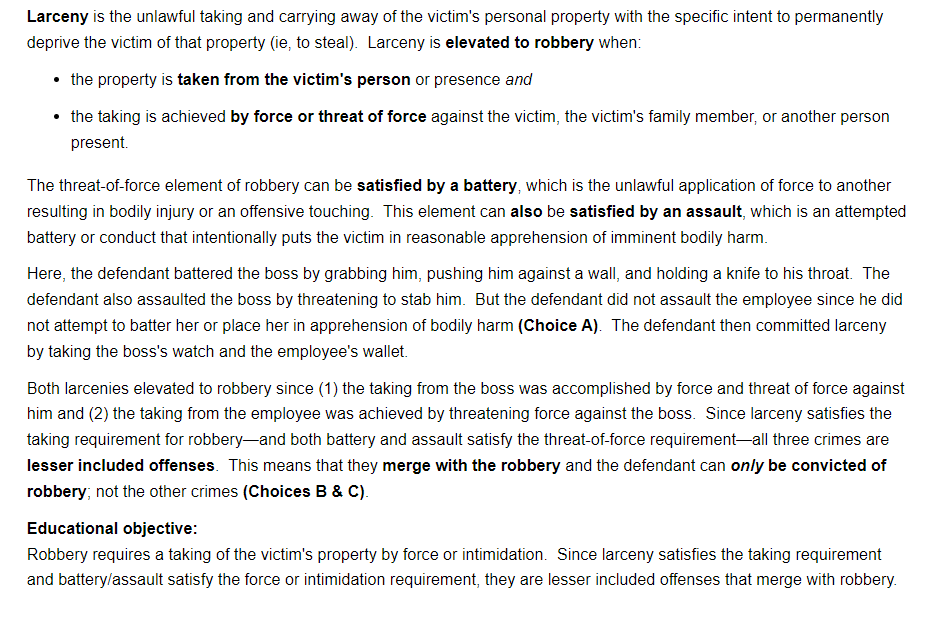 Larceny is the unlawful taking and carrying away of the victim's personal property with the specific intent to permanently
deprive the victim of that property (ie, to steal).  Larceny is elevated to robbery when:
• the property is taken from the victim's person or presence and
• the taking is achieved by force or threat of force against the victim, the victim's family member, or another person
present.
The threat-of-force element of robbery can be satisfied by a battery, which is the unlawful application of force to another
resulting in bodily injury or an offensive touching.  This element can also be satisfied by an assault, which is an attempted
battery or conduct that intentionally puts the victim in reasonable apprehension of imminent bodily harm.
Here, the defendant battered the boss by grabbing him, pushing him against a wall, and holding a knife to his throat.  The
defendant also assaulted the boss by threatening to stab him.  But the defendant did not assault the employee since he did
not attempt to batter her or place her in apprehension of bodily harm (Choice A).  The defendant then committed larceny
by taking the boss's watch and the employee's wallet.
Both larcenies elevated to robbery since (1) the taking from the boss was accomplished by force and threat of force against
him and (2) the taking from the employee was achieved by threatening force against the boss.  Since larceny satisfies the
taking requirement for robbery—and both battery and assault satisfy the threat-of-force requirement—all three crimes are
lesser included offenses.  This means that they merge with the robbery and the defendant can only be convicted of
robbery; not the other crimes (Choices B & C).
Educational objective:
Robbery requires a taking of the victim's property by force or intimidation.  Since larceny satisfies the taking requirement
and battery/assault satisfy the force or intimidation requirement, they are lesser included offenses that merge with robbery.